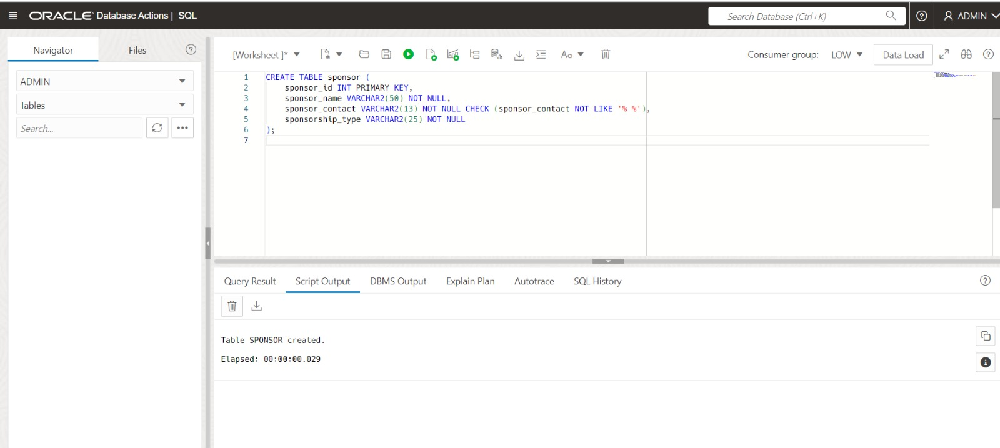 ORACLE Database Actions | SQL
Search Database (Ctrl+K)
ADMIN
Navigator
Files
ADMIN
Tables
Search...
[Worksheet ]*
Aa
Consumer group: LOW
Data Load
1 CREATE TABLE sponsor (
2 sponsor_id INT PRIMARY KEY,
3 sponsor_name VARCHAR2(50) NOT NULL,
4 sponsor_contact VARCHAR2(13) NOT NULL CHECK (sponsor_contact NOT LIKE '% %'),
5 sponsorship_type VARCHAR2(25) NOT NULL
6 );
7
Query Result
Script Output
DBMS Output
Explain Plan
Autotrace
SQL History
Table SPONSOR created.
Elapsed: 00:00:00.029